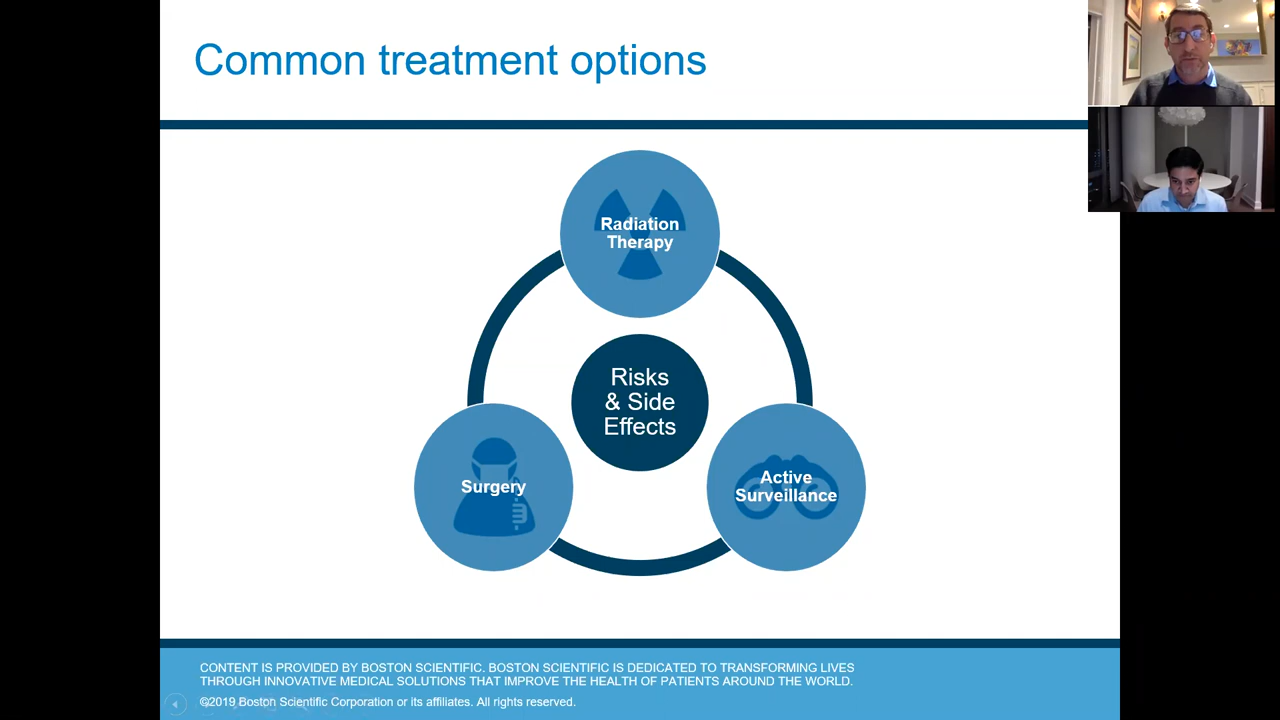 Common treatment options
Radiation
Therapy
Risks
& Side
Effects
Surgery
Active
Surveillance
CONTENT IS PROVIDED BY BOSTON SCIENTIFIC. BOSTON SCIENTIFIC IS DEDICATED TO TRANSFORMING LIVES
THROUGH INNOVATIVE MEDICAL SOLUTIONS THAT IMPROVE THE HEALTH OF PATIENTS AROUND THE WORLD.
©2019 Boston Scientific Corporation or its affiliates. All rights reserved.